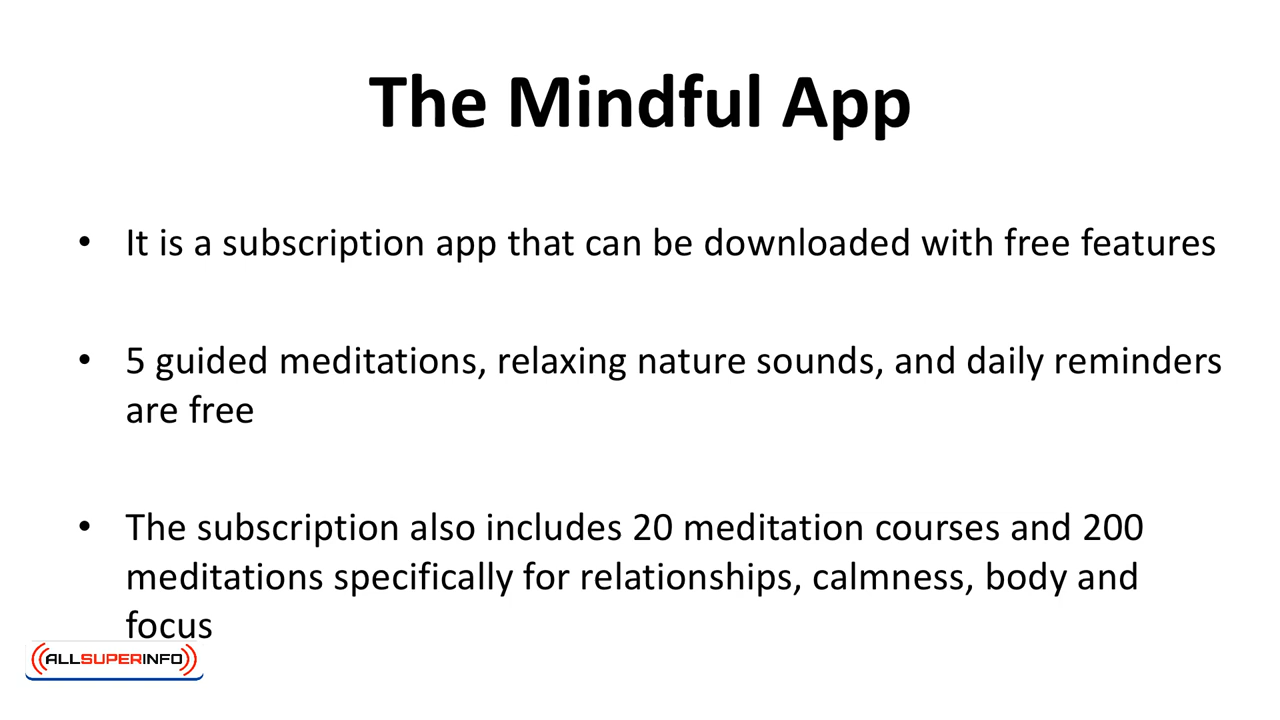 The Mindful App
• It is a subscription app that can be downloaded with free features
• 5 guided meditations, relaxing nature sounds, and daily reminders
are free
• The subscription also includes 20 meditation courses and 200
meditations specifically for relationships, calmness, body and
focus
ALLSUPERINFO